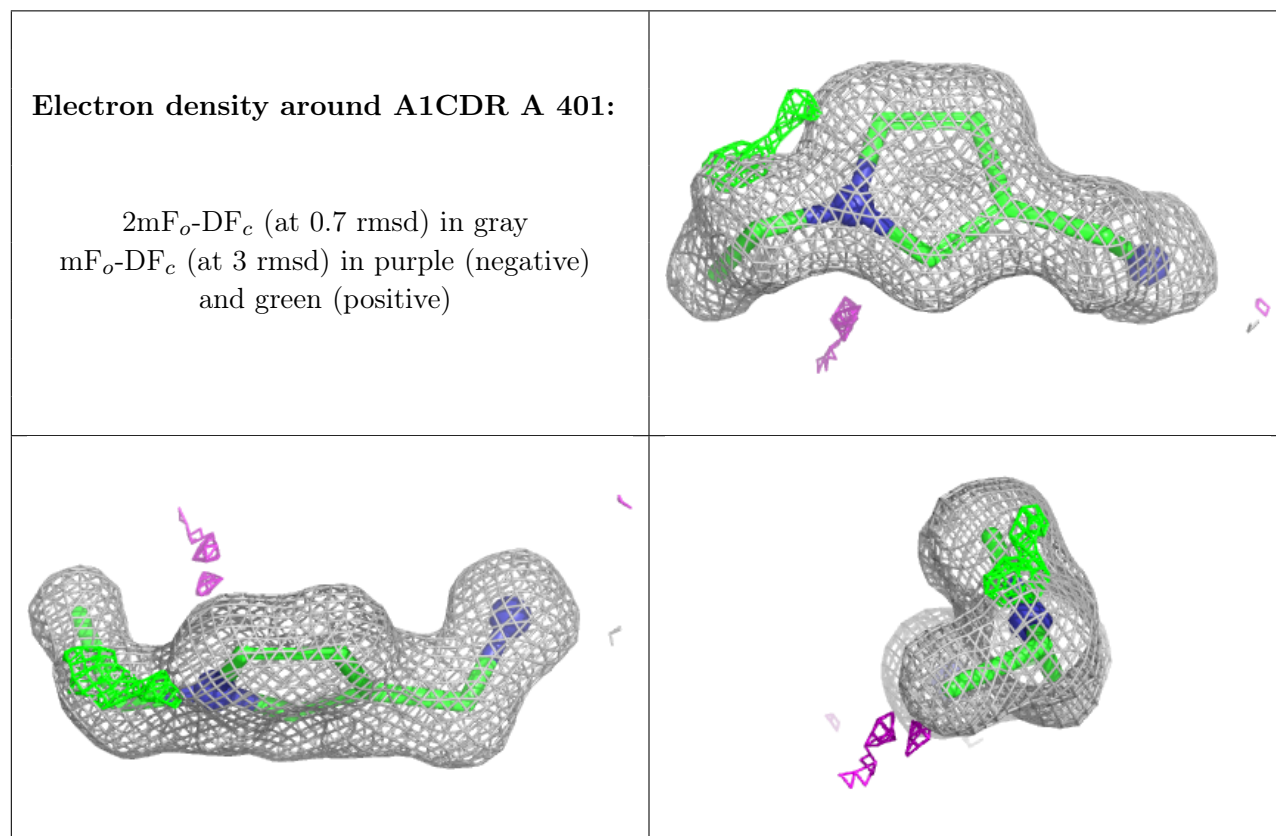 Electron density around A1CDR A 401:
2mFₒ-DF𝒸 (at 0.7 rmsd) in gray
mFₒ-DF𝒸 (at 3 rmsd) in purple (negative)
and green (positive)